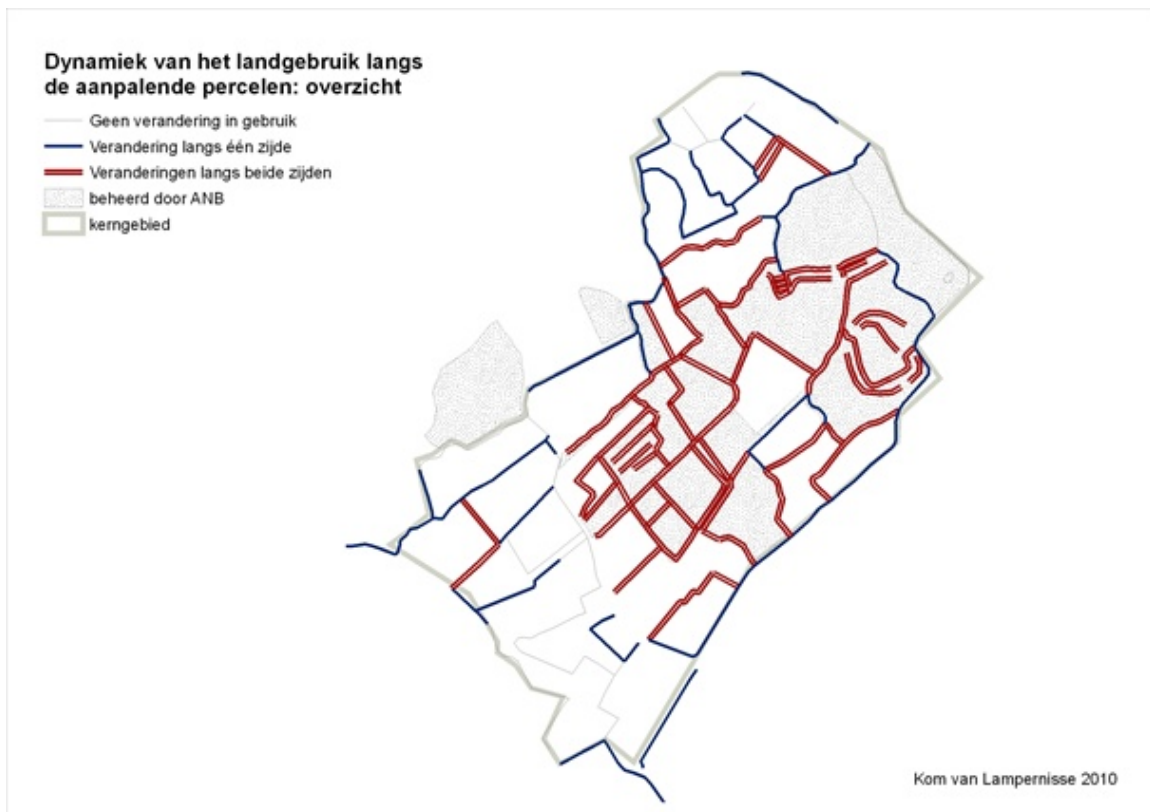 Dynamiek van het landgebruik langs
de aanpalende percelen: overzicht
Geen verandering in gebruik
Verandering langs één zijde
Veranderingen langs beide zijden
beheerd door ANB
kerngebied
Kom van Lampernisse 2010